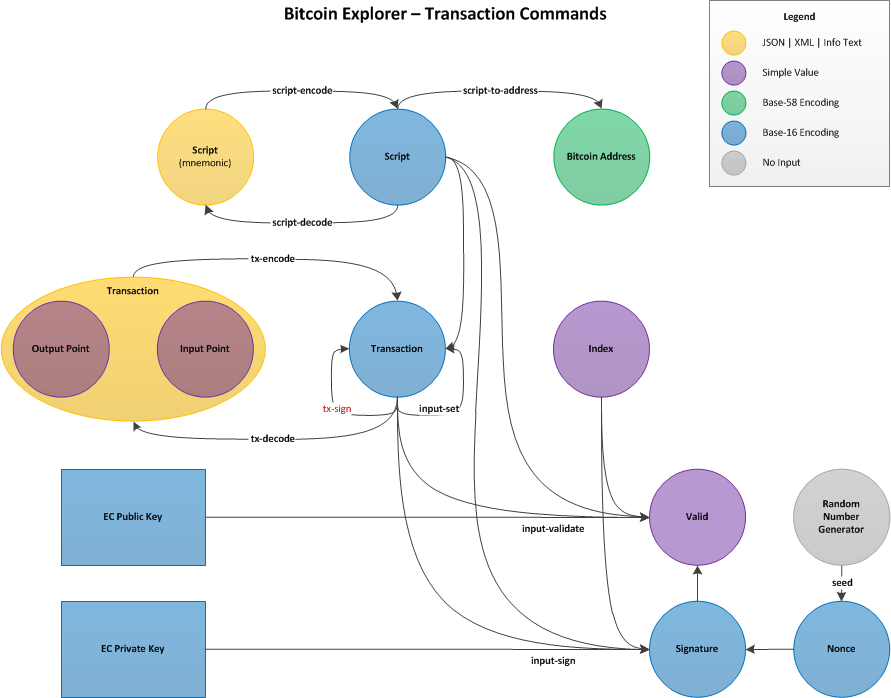 Bitcoin Explorer – Transaction Commands
Legend
JSON | XML | Info Text
Simple Value
Base-58 Encoding
Base-16 Encoding
No Input
script-encode
script-to-address
Script
(mnemonic)
Script
Bitcoin Address
script-decode
tx-encode
Transaction
Output Point
Input Point
Transaction
Index
tx-sign
input-set
tx-decode
EC Public Key
input-validate
Valid
Random
Number
Generator
seed
EC Private Key
input-sign
Signature
Nonce